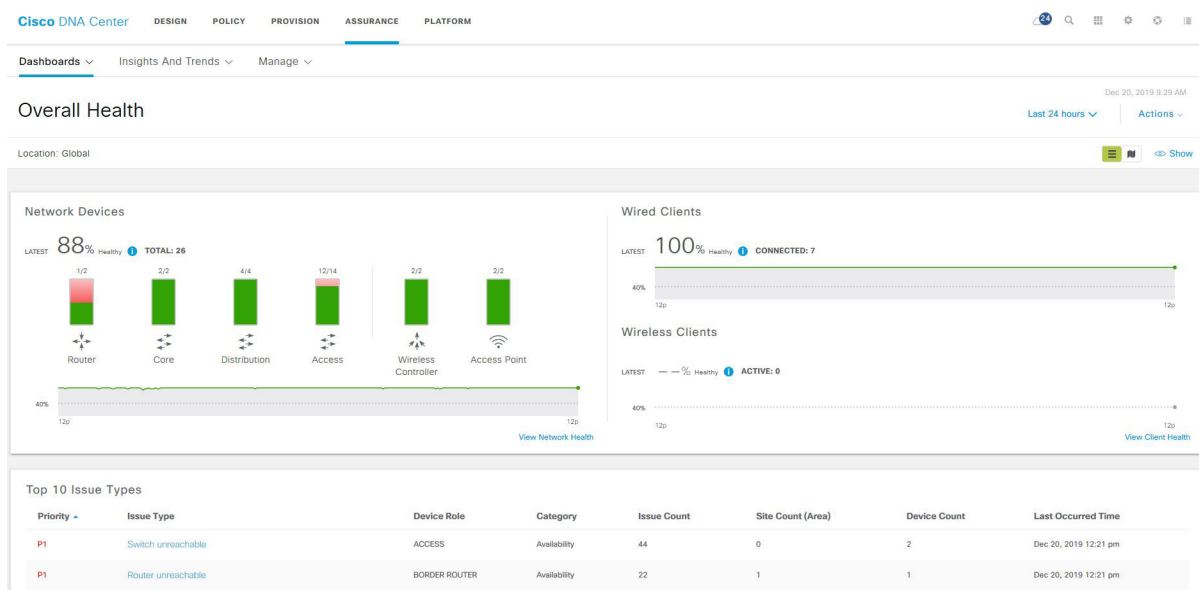 Cisco DNA Center DESIGN POLICY PROVISION ASSURANCE PLATFORM 24
Dashboards Insights And Trends Manage
Dec 20, 2019 9:29 AM
Overall Health Last 24 hours Actions
Location: Global Show
Network Devices
LATEST 88% Healthy TOTAL: 26
1/2 2/2 4/4 12/14 2/2 2/2
Router Core Distribution Access Wireless Controller Access Point
40%
12p 12p
View Network Health
Wired Clients
LATEST 100% Healthy CONNECTED: 7
40%
12p 12p
Wireless Clients
LATEST – –% Healthy ACTIVE: 0
40%
12p 12p
View Client Health
Top 10 Issue Types
Priority Issue Type Device Role Category Issue Count Site Count (Area) Device Count Last Occurred Time
P1 Switch unreachable ACCESS Availability 44 0 2 Dec 20, 2019 12:21 pm
P1 Router unreachable BORDER ROUTER Availability 22 1 1 Dec 20, 2019 12:21 pm